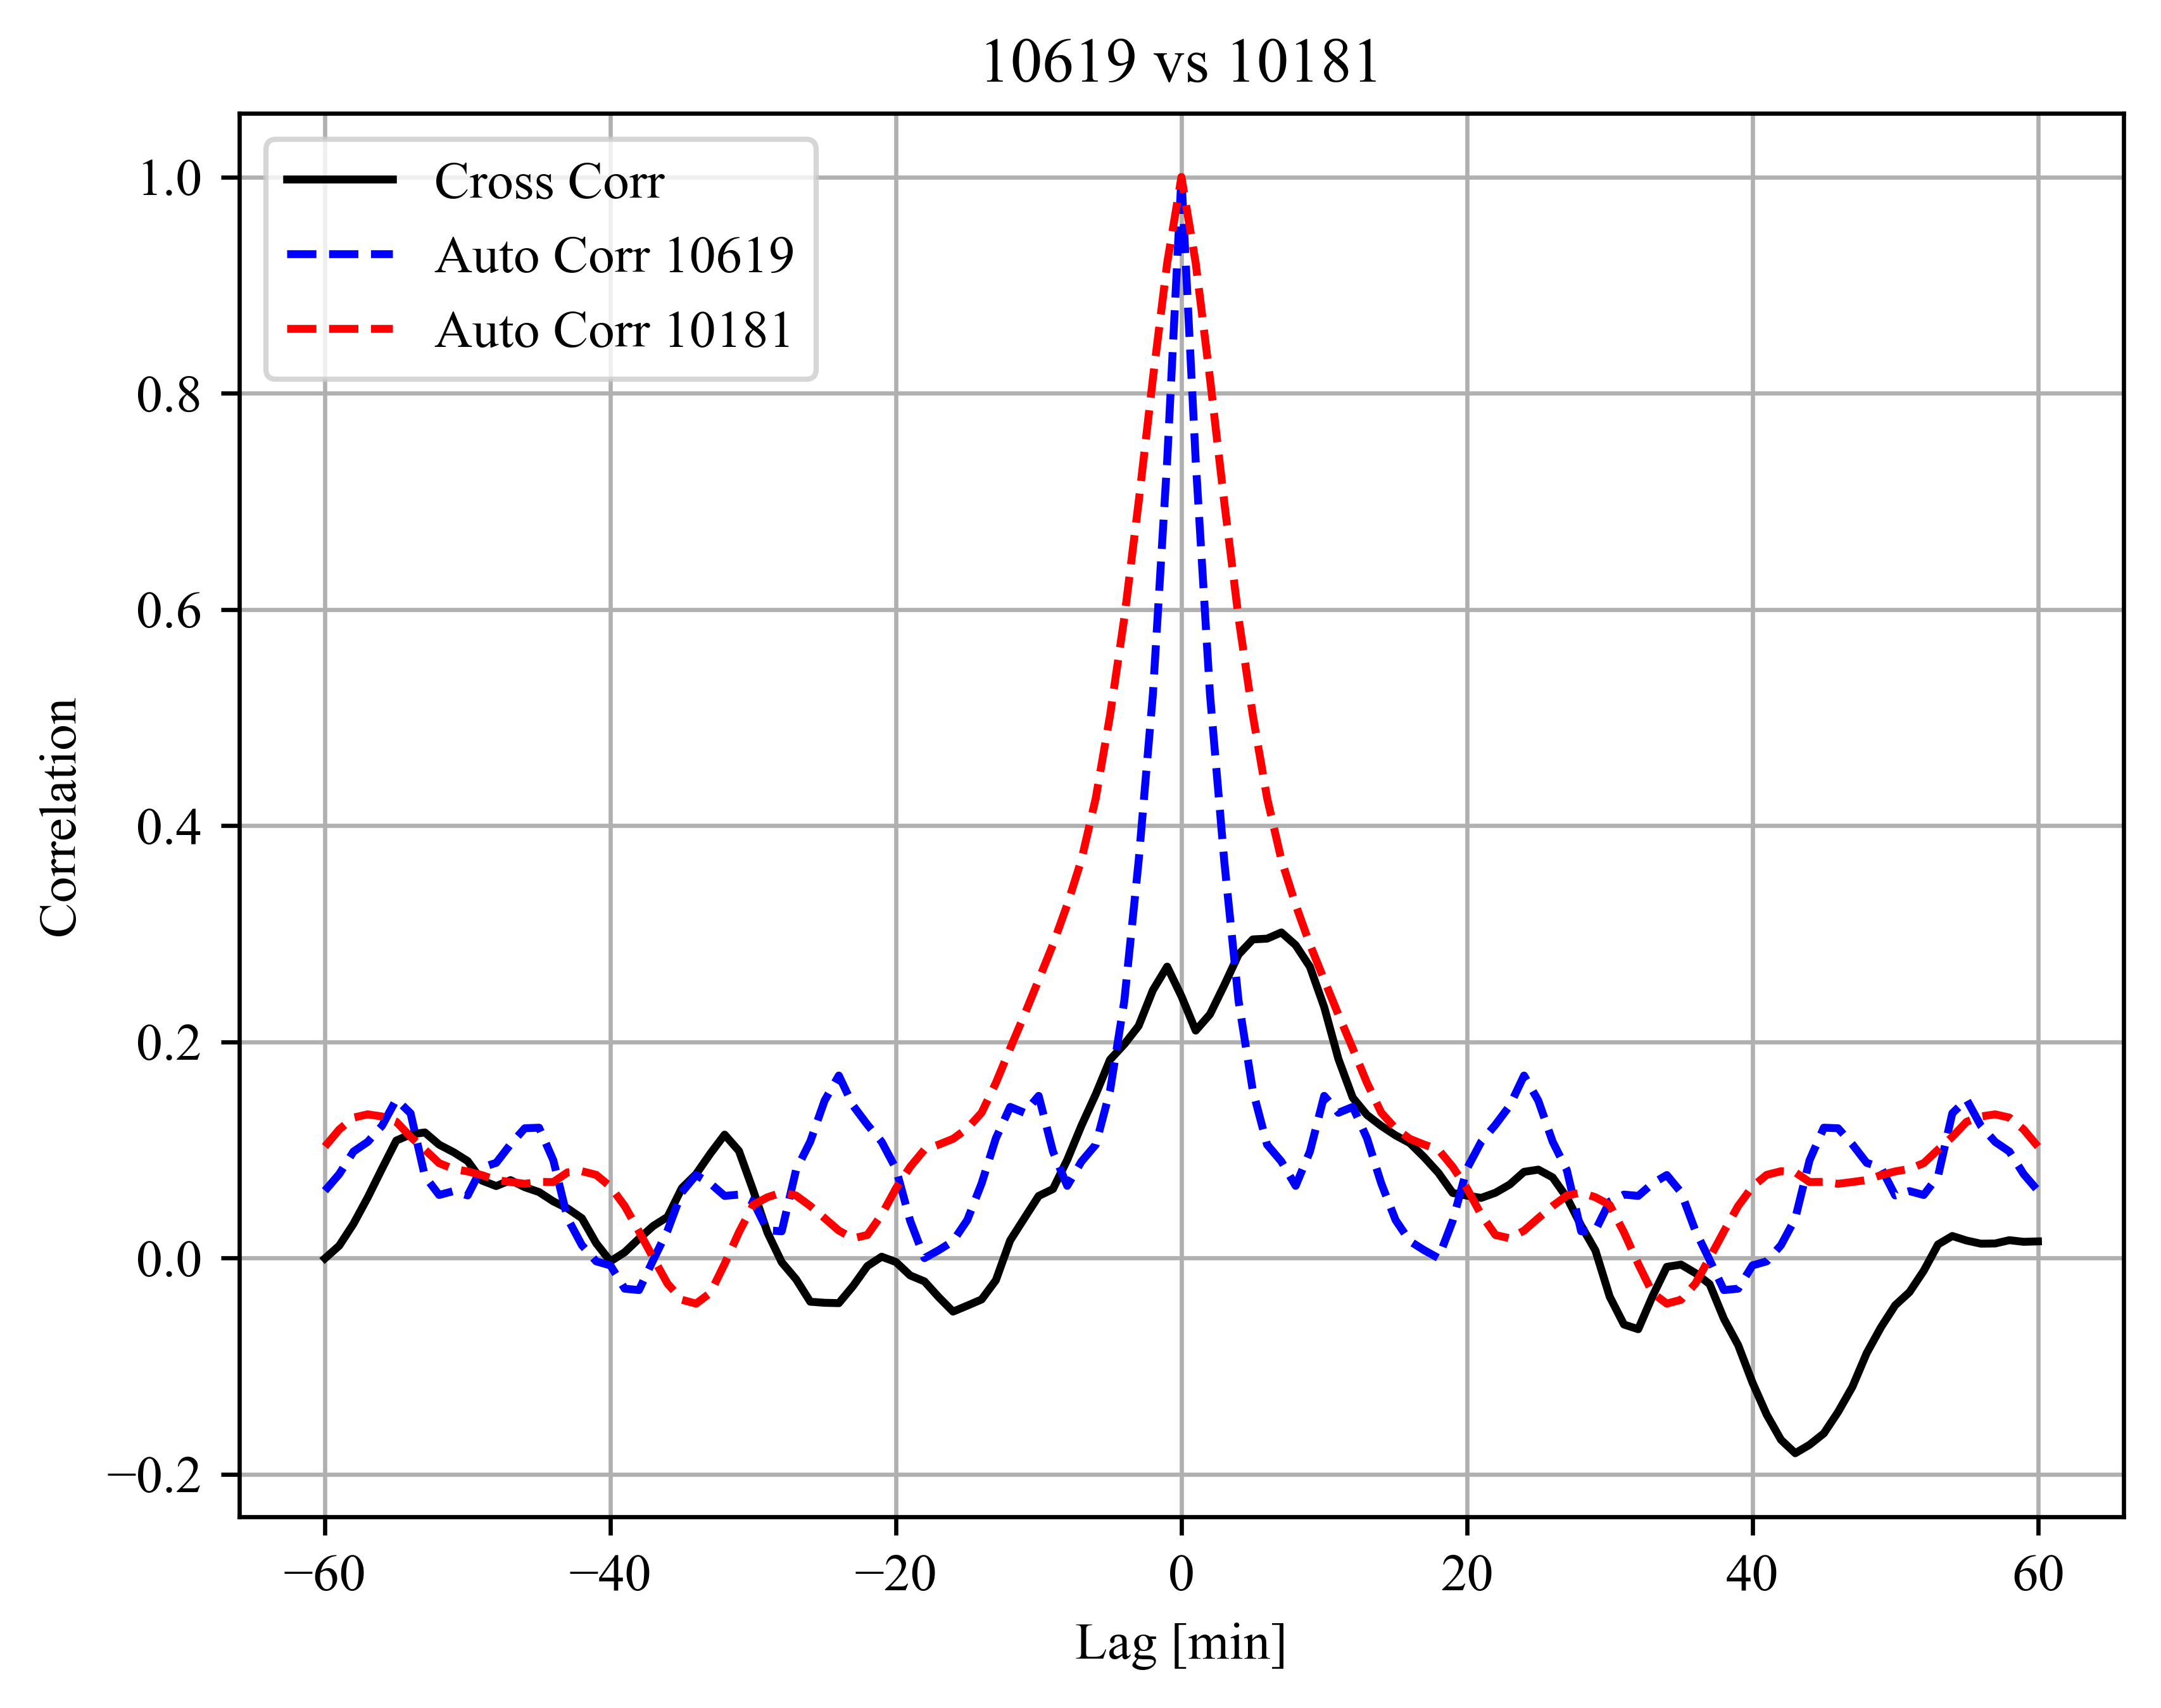 10619 vs 10181
Cross Corr
Auto Corr 10619
Auto Corr 10181
1.0
0.8
0.6
0.4
0.2
0.0
−0.2
Correlation
−60
−40
−20
0
20
40
60
Lag [min]